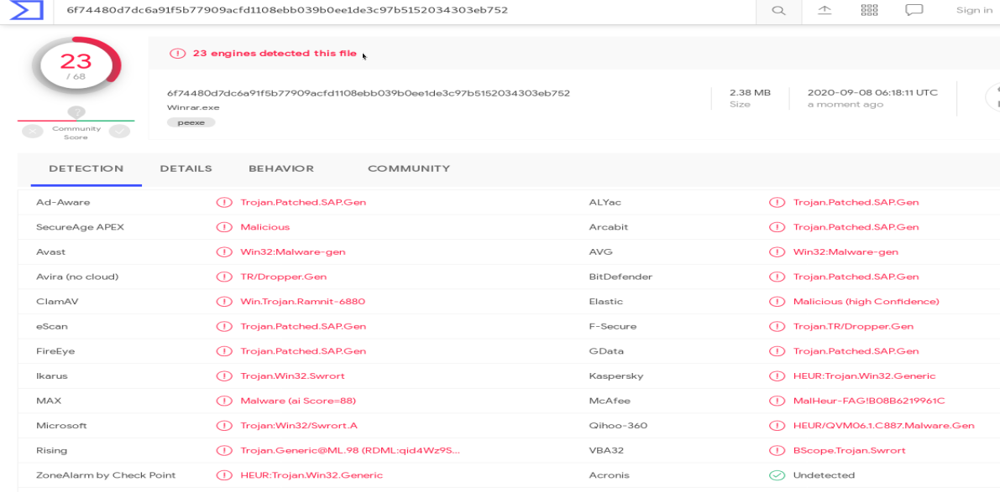 6f74480d7dc6a91f5b77909acfd1108ebb039b0ee1de3c97b5152034303eb752 Sign in
23
/ 68
?
Community
Score
23 engines detected this file
6f74480d7dc6a91f5b77909acfd1108ebb039b0ee1de3c97b5152034303eb752
Winrar.exe
peexe
2.38 MB
Size
2020-09-08 06:18:11 UTC
a moment ago
DETECTION DETAILS BEHAVIOR COMMUNITY
Ad-Aware Trojan.Patched.SAP.Gen ALYac Trojan.Patched.SAP.Gen
SecureAge APEX Malicious Arcabit Trojan.Patched.SAP.Gen
Avast Win32:Malware-gen AVG Win32:Malware-gen
Avira (no cloud) TR/Dropper.Gen BitDefender Trojan.Patched.SAP.Gen
ClamAV Win.Trojan.Ramnit-6880 Elastic Malicious (high Confidence)
eScan Trojan.Patched.SAP.Gen F-Secure Trojan.TR/Dropper.Gen
FireEye Trojan.Patched.SAP.Gen GData Trojan.Patched.SAP.Gen
Ikarus Trojan.Win32.Swrort Kaspersky HEUR:Trojan.Win32.Generic
MAX Malware (ai Score=88) McAfee MalHeur-FAG!B08B6219961C
Microsoft Trojan:Win32/Swrort.A Qihoo-360 HEUR/QVM06.1.C887.Malware.Gen
Rising Trojan.Generic@ML.98 (RDML:qid4Wz9S... VBA32 BScope.Trojan.Swrort
ZoneAlarm by Check Point HEUR:Trojan.Win32.Generic Acronis Undetected